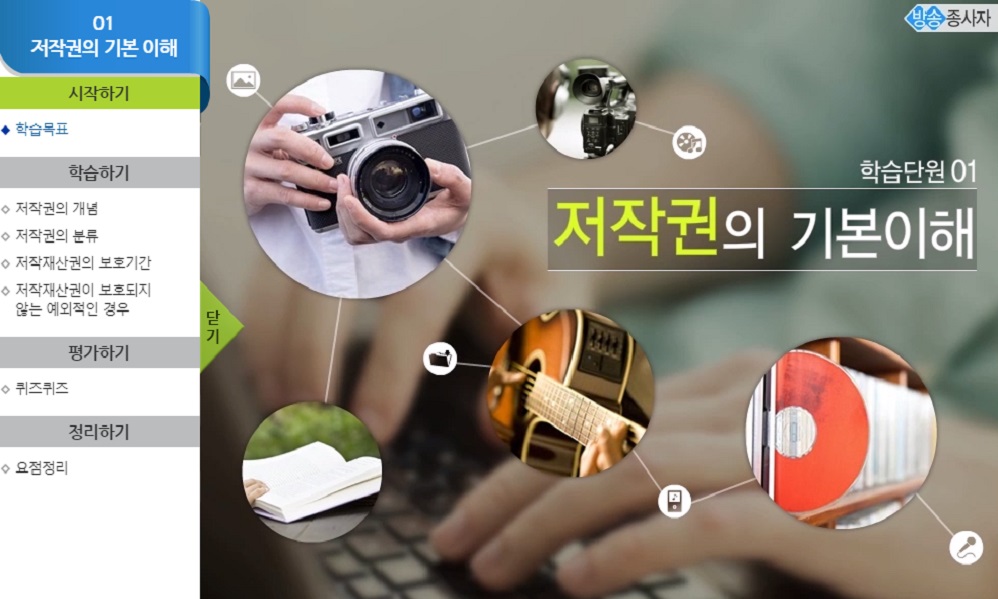 01
저작권의 기본 이해
시작하기
학습목표
학습하기
저작권의 개념
저작권의 분류
저작재산권의 보호기간
저작재산권이 보호되지
않는 예외적인 경우
평가하기
퀴즈퀴즈
정리하기
요점정리
닫
기
방송종사자
학습단원 01
저작권의 기본이해